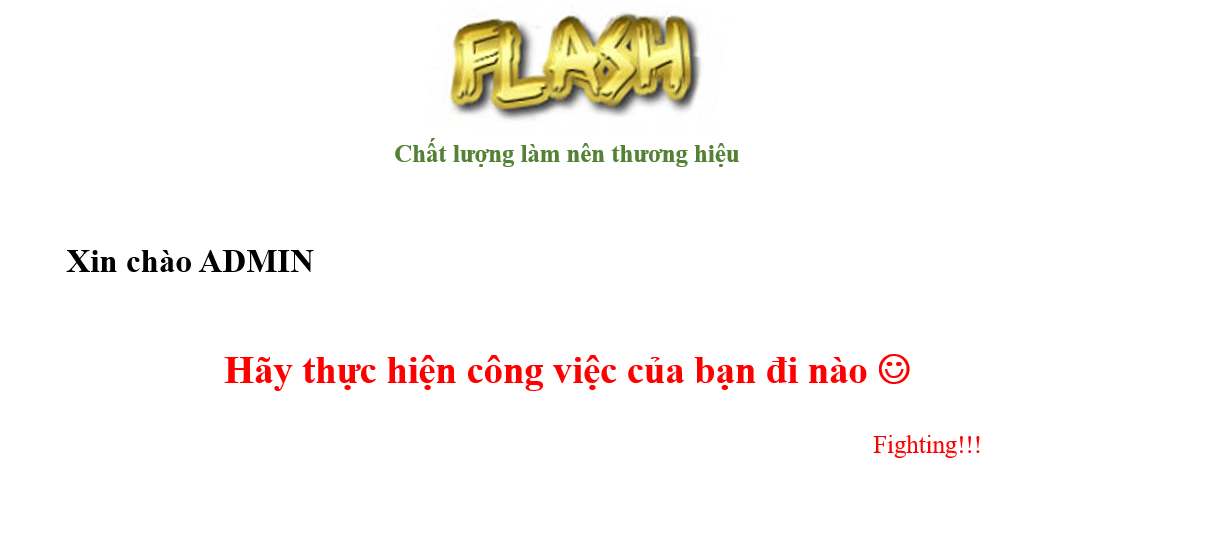 FLASH
Chất lượng làm nên thương hiệu
Xin chào ADMIN
Hãy thực hiện công việc của bạn đi nào ☺
Fighting!!!